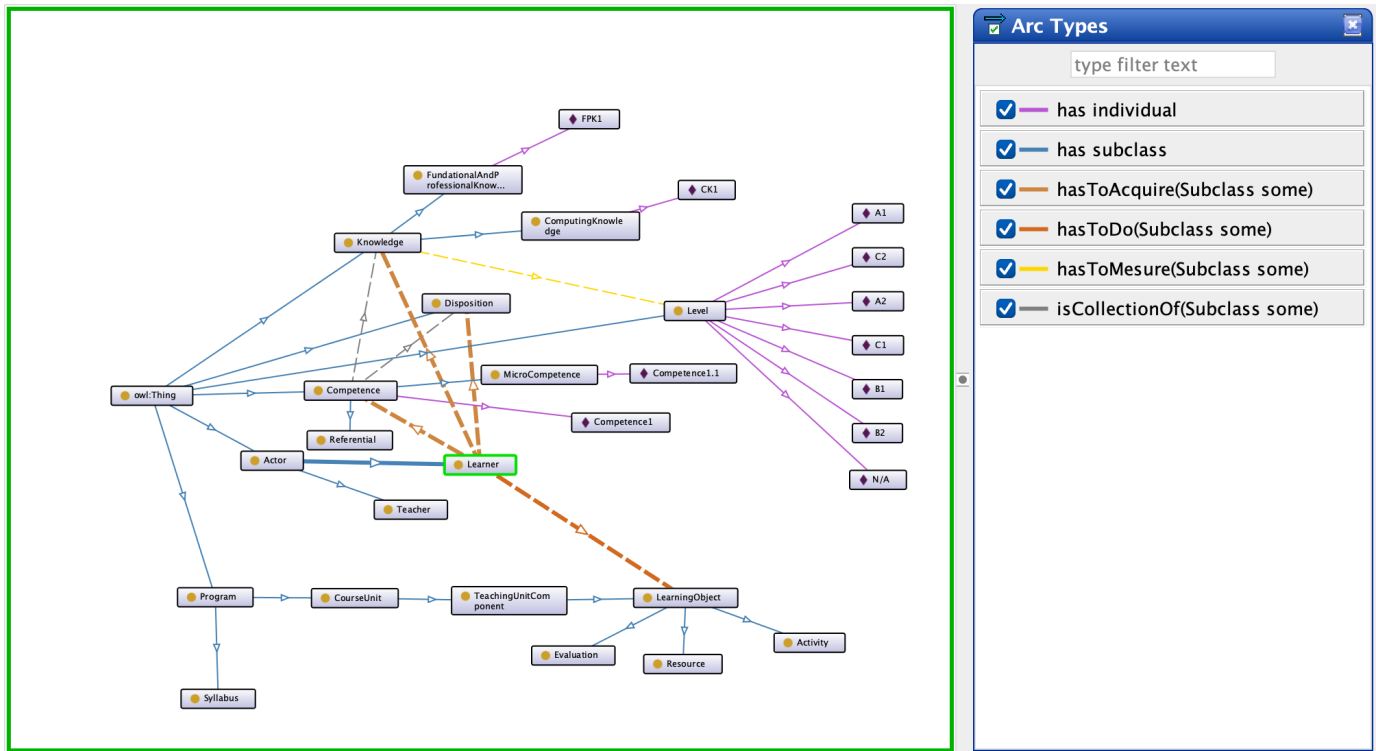 Arc Types
type filter text
has individual
has subclass
hasToAcquire(Subclass some)
hasToDo(Subclass some)
hasToMesure(Subclass some)
isCollectionOf(Subclass some)
FPK1
FundationalAndP
rofessionalKnow...
CK1
ComputingKnowle
dge
Knowledge
A1
C2
A2
C1
B1
B2
N/A
Disposition
Level
MicroCompetence
Competence1.1
owl:Thing
Competence
Competence1
Referential
Actor
Learner
Teacher
Program
CourseUnit
TeachingUnitCom
ponent
LearningObject
Evaluation
Resource
Activity
Syllabus